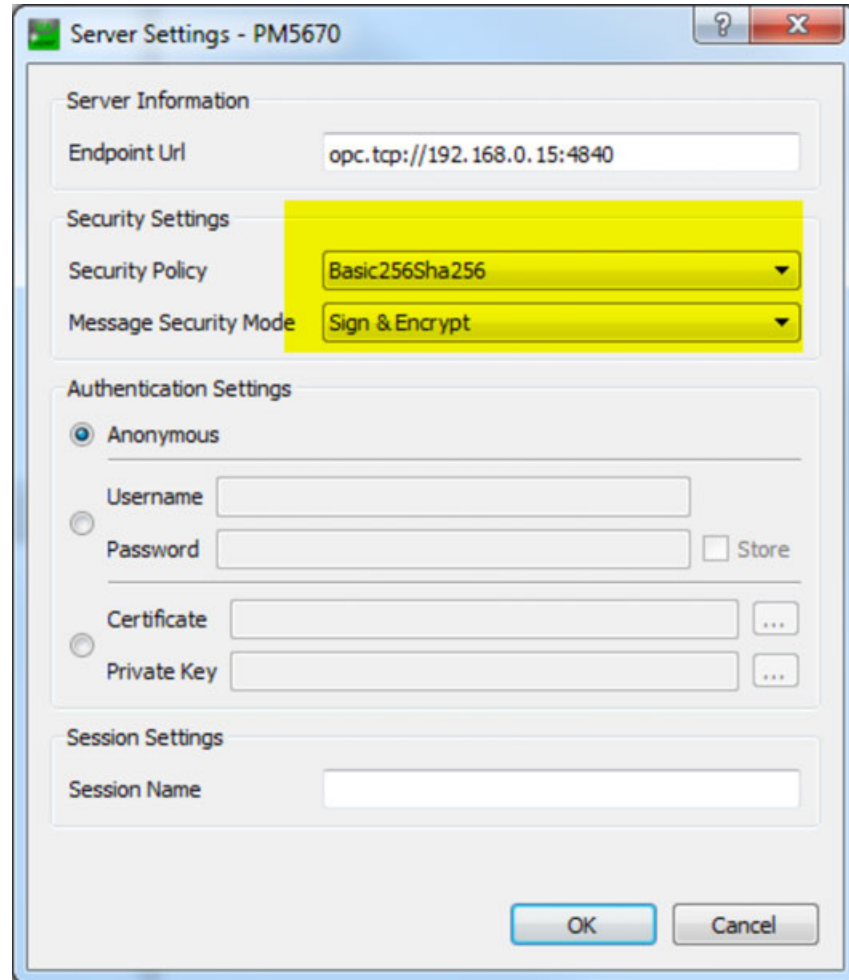 Server Settings - PM5670
?
Server Information
Endpoint Url opc.tcp://192.168.0.15:4840
Security Settings
Security Policy Basic256Sha256
Message Security Mode Sign & Encrypt
Authentication Settings
Anonymous
Username
Password Store
Certificate ...
Private Key ...
Session Settings
Session Name
OK Cancel